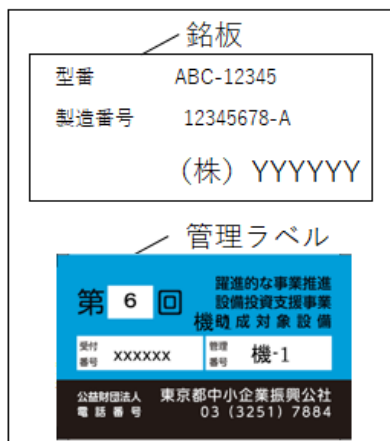 銘板
型番 ABC-12345
製造番号 12345678-A
（株）YYYYYY
管理ラベル
第 6 回
躍進的な事業推進
設備投資支援事業
機助成対象設備
受付番号 xxxxxx 管理番号 機-1
公益財団法人 東京都中小企業振興公社
電話番号 03 (3251) 7884